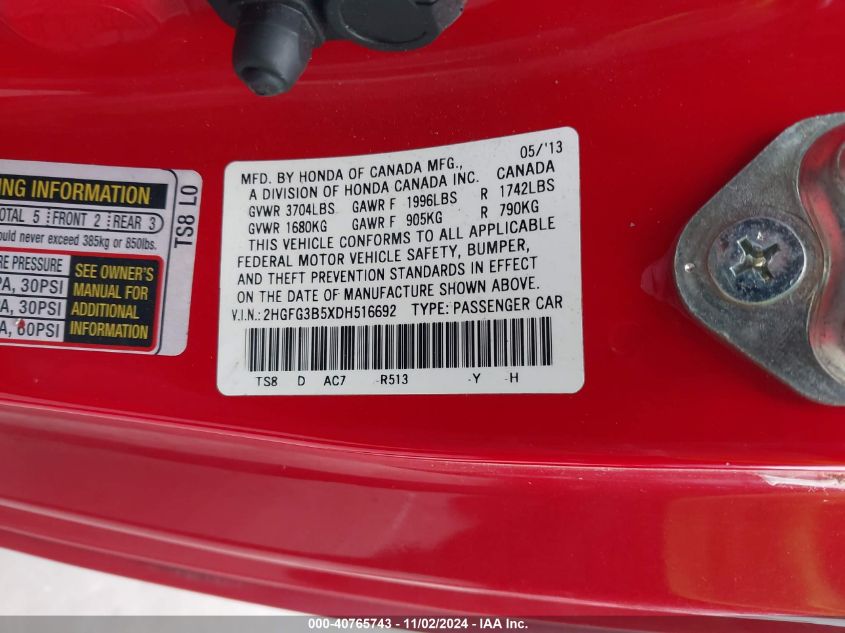 ING INFORMATION
OTAL 5 FRONT 2 REAR 3
ould never exceed 385kg or 850lbs.
RE PRESSURE
PA, 30PSI
A, 30PSI
A, 60PSI
SEE OWNER'S
MANUAL FOR
ADDITIONAL
INFORMATION
TS8 L0
MFD. BY HONDA OF CANADA MFG., 05/'13
A DIVISION OF HONDA CANADA INC. CANADA
GVWR 3704LBS GAWR F 1996LBS R 1742LBS
GVWR 1680KG GAWR F 905KG R 790KG
THIS VEHICLE CONFORMS TO ALL APPLICABLE
FEDERAL MOTOR VEHICLE SAFETY, BUMPER,
AND THEFT PREVENTION STANDARDS IN EFFECT
ON THE DATE OF MANUFACTURE SHOWN ABOVE.
V.I.N.: 2HGFG3B5XDH516692 TYPE: PASSENGER CAR
TS8 D AC7 -R513 -Y -H
000-40765743 - 11/02/2024 - IAA, Inc.